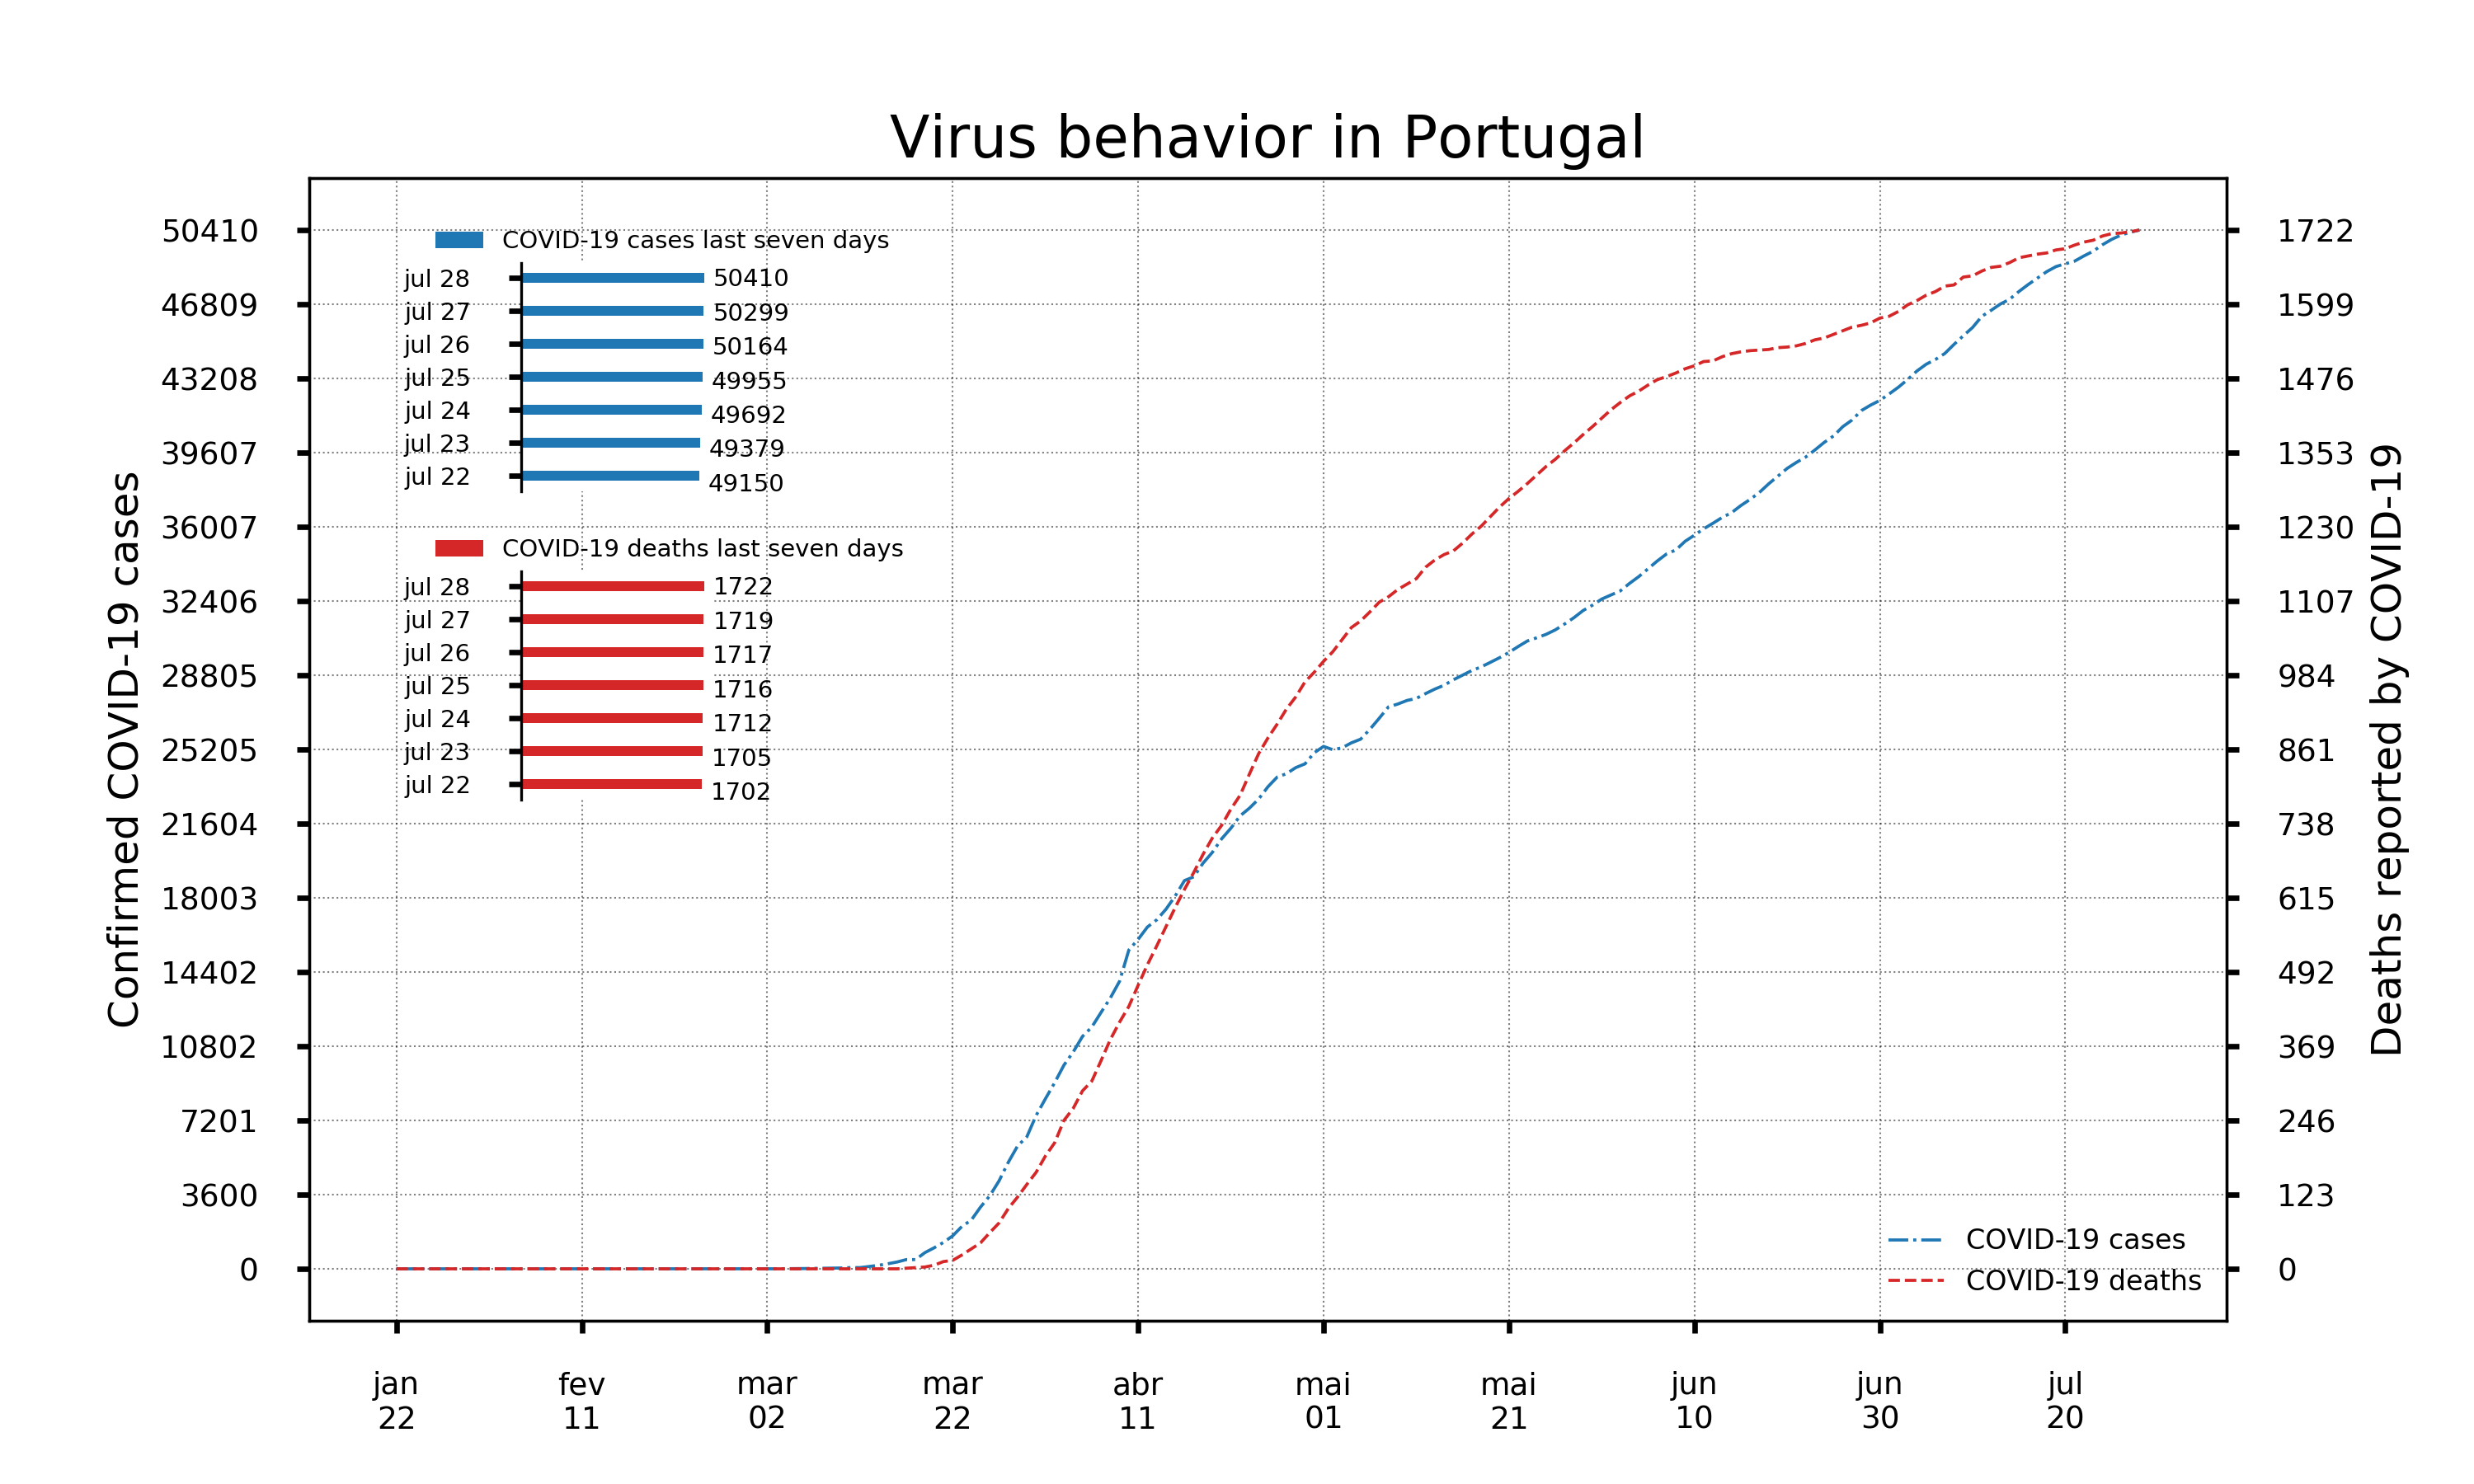 Virus behavior in Portugal
Confirmed COVID-19 cases
50410
46809
43208
39607
36007
32406
28805
25205
21604
18003
14402
10802
7201
3600
0
COVID-19 cases last seven days
jul 28 50410
jul 27 50299
jul 26 50164
jul 25 49955
jul 24 49692
jul 23 49379
jul 22 49150
COVID-19 deaths last seven days
jul 28 1722
jul 27 1719
jul 26 1717
jul 25 1716
jul 24 1712
jul 23 1705
jul 22 1702
1722
1599
1476
1353
1230
1107
984
861
738
615
492
369
246
123
0
Deaths reported by COVID-19
COVID-19 cases
COVID-19 deaths
jan fev mar mar abr mai mai jun jun jul
22 11 02 22 11 01 21 10 30 20